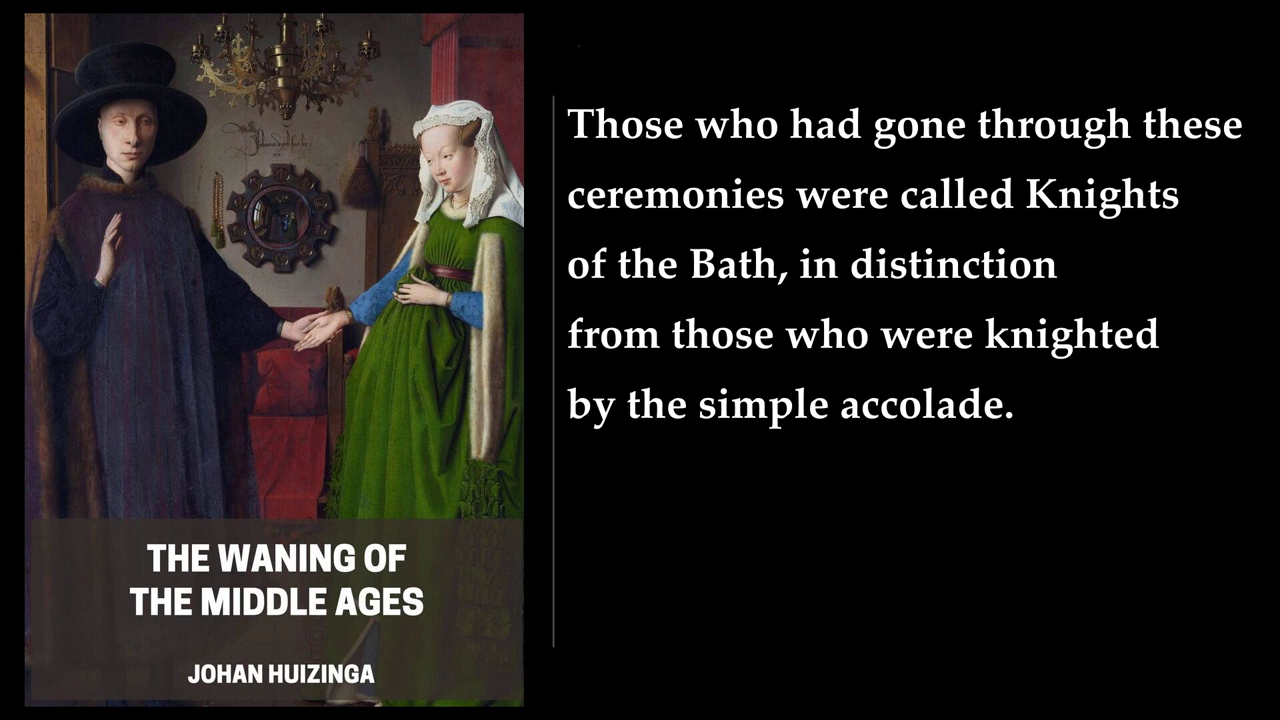 THE WANING OF
THE MIDDLE AGES
JOHAN HUIZINGA
Those who had gone through these
ceremonies were called Knights
of the Bath, in distinction
from those who were knighted
by the simple accolade.